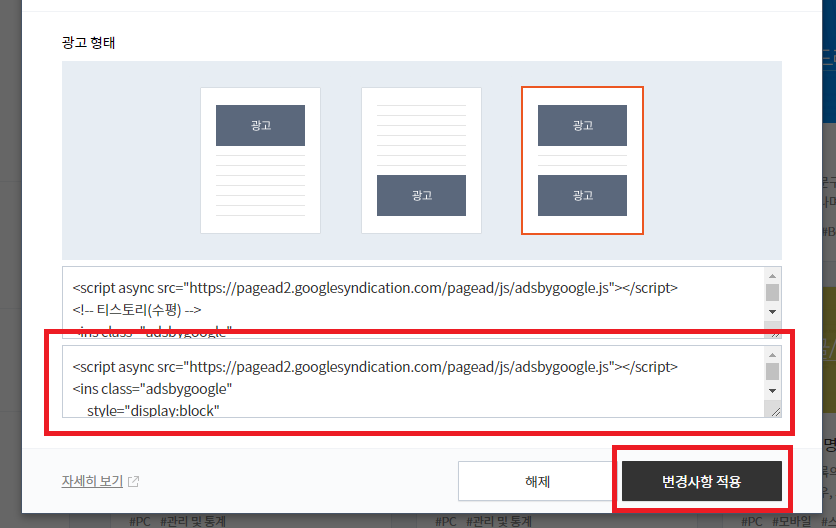 광고 형태
광고
광고
광고
광고
<script async src="https://pagead2.googlesyndication.com/pagead/js/adsbygoogle.js"></script>
<!-- 티스토리(수평) -->
<ins class="adsbygoogle"
<script async src="https://pagead2.googlesyndication.com/pagead/js/adsbygoogle.js"></script>
<ins class="adsbygoogle"
style="display:block"
자세히 보기
해제
변경사항 적용
#PC #관리 및 통계
#PC #관리 및 통계
#PC #모바일